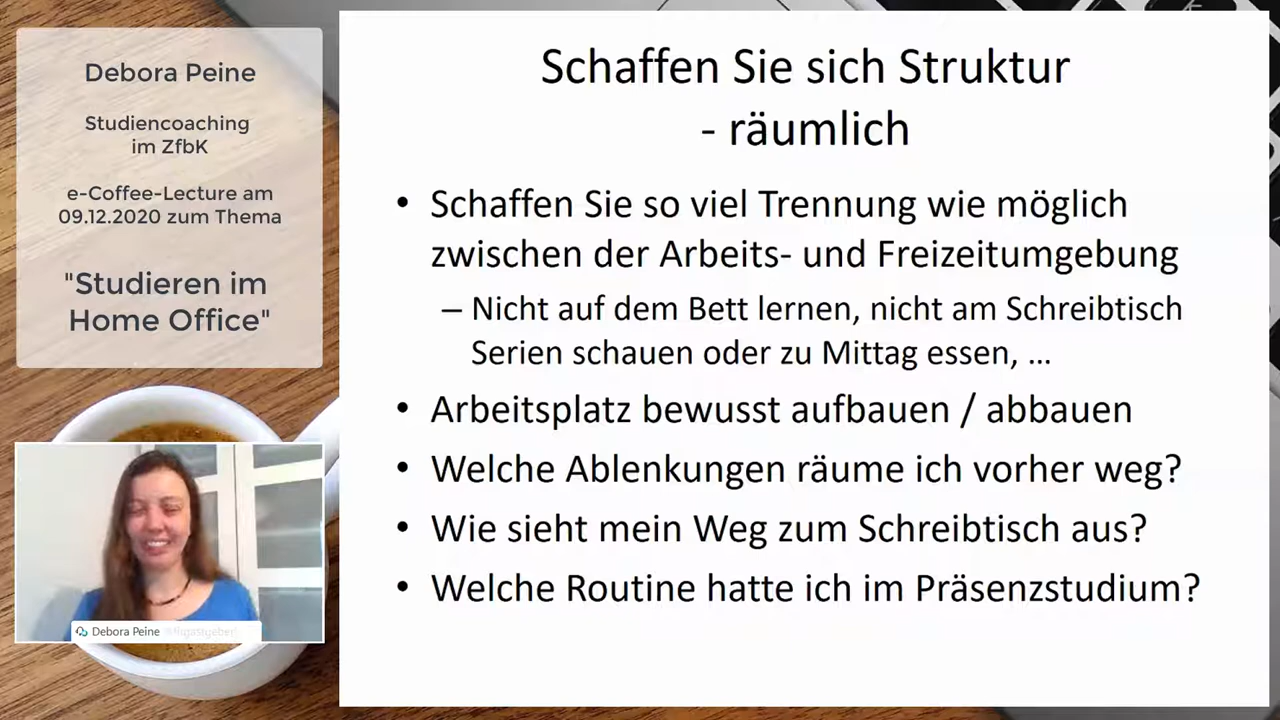 Debora Peine
Studiencoaching
im ZfbK
e-Coffee-Lecture am
09.12.2020 zum Thema
"Studieren im
Home Office"
Debora Peine
Schaffen Sie sich Struktur
- räumlich
• Schaffen Sie so viel Trennung wie möglich
zwischen der Arbeits- und Freizeitumgebung
– Nicht auf dem Bett lernen, nicht am Schreibtisch
Serien schauen oder zu Mittag essen, ...
• Arbeitsplatz bewusst aufbauen / abbauen
• Welche Ablenkungen räume ich vorher weg?
• Wie sieht mein Weg zum Schreibtisch aus?
• Welche Routine hatte ich im Präsenzstudium?